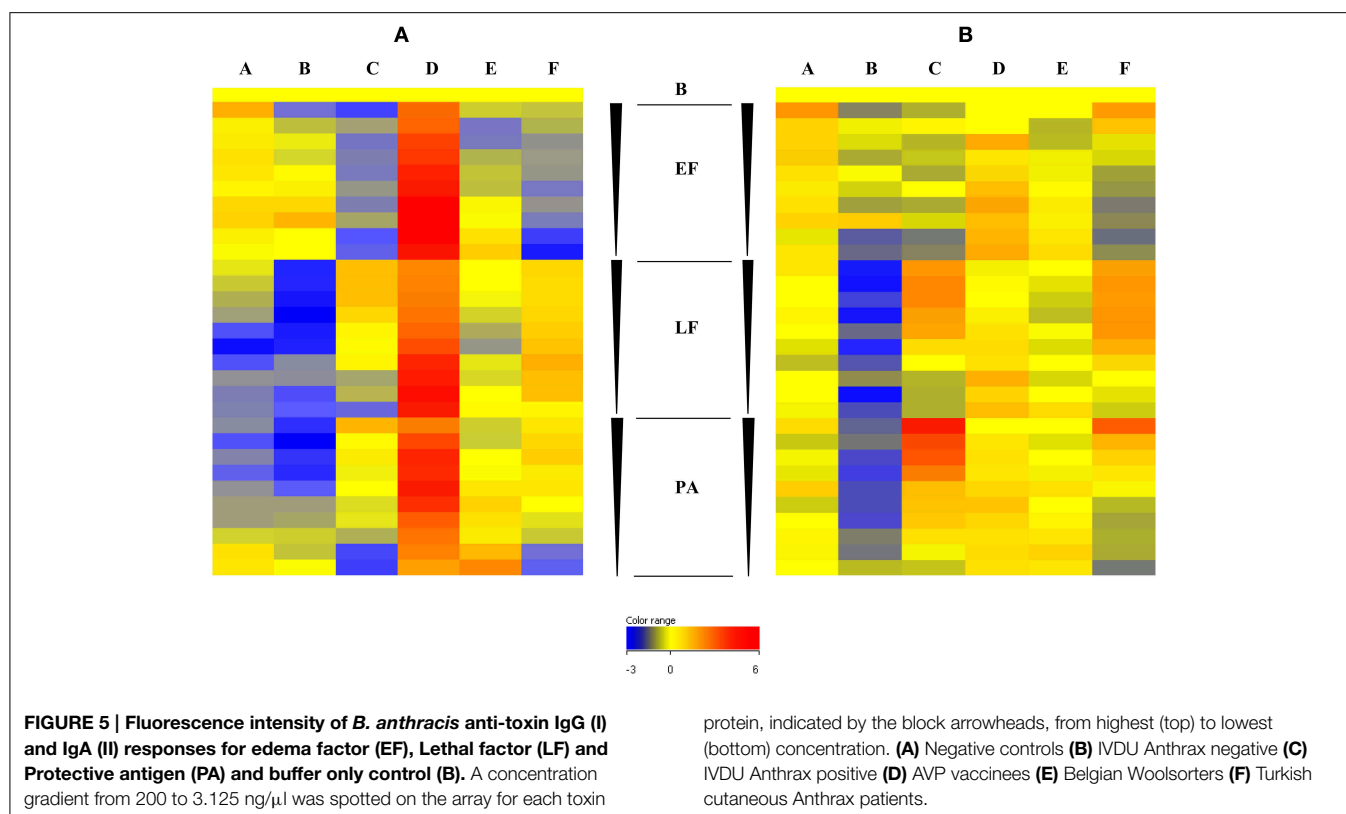 A
B
A B C D E F
A B C D E F
B
EF
LF
PA
Color range
-3 0 6
FIGURE 5 | Fluorescence intensity of B. anthracis anti-toxin IgG (I)
and IgA (II) responses for edema factor (EF), Lethal factor (LF) and
Protective antigen (PA) and buffer only control (B). A concentration
gradient from 200 to 3.125 ng/μl was spotted on the array for each toxin
protein, indicated by the block arrowheads, from highest (top) to lowest
(bottom) concentration. (A) Negative controls (B) IVDU Anthrax negative (C)
IVDU Anthrax positive (D) AVP vaccinees (E) Belgian Woolsorters (F) Turkish
cutaneous Anthrax patients.